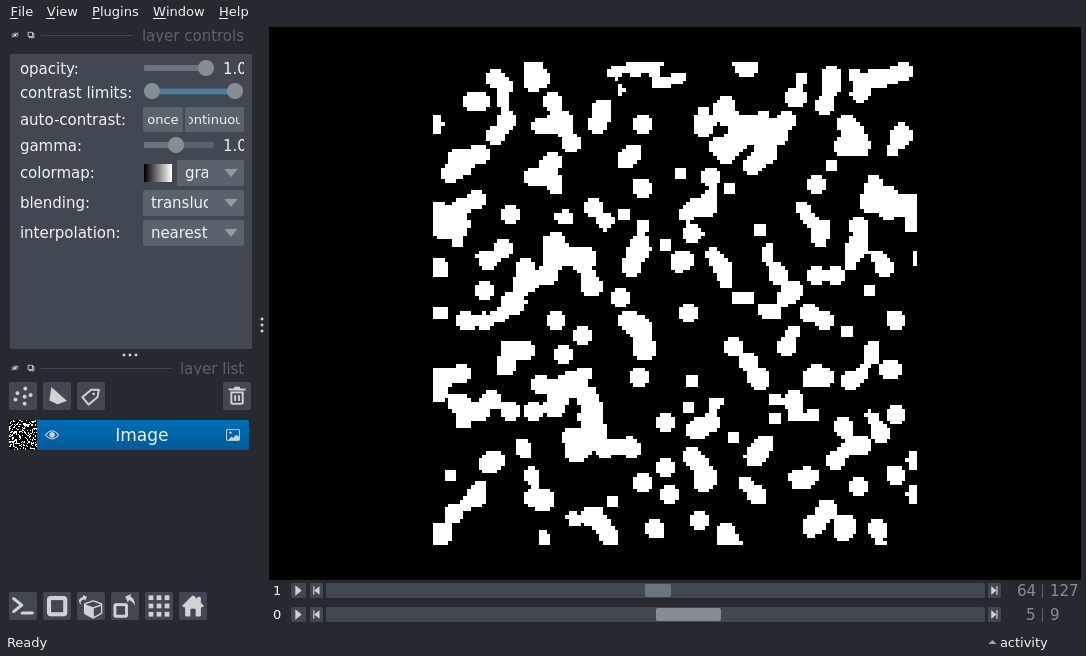 File View Plugins Window Help
layer controls
opacity: 1.0
contrast limits:
auto-contrast: once ontinuou
gamma: 1.0
colormap: gra
blending: transluc
interpolation: nearest
layer list
Image
1 64 127
0 5 9
Ready activity